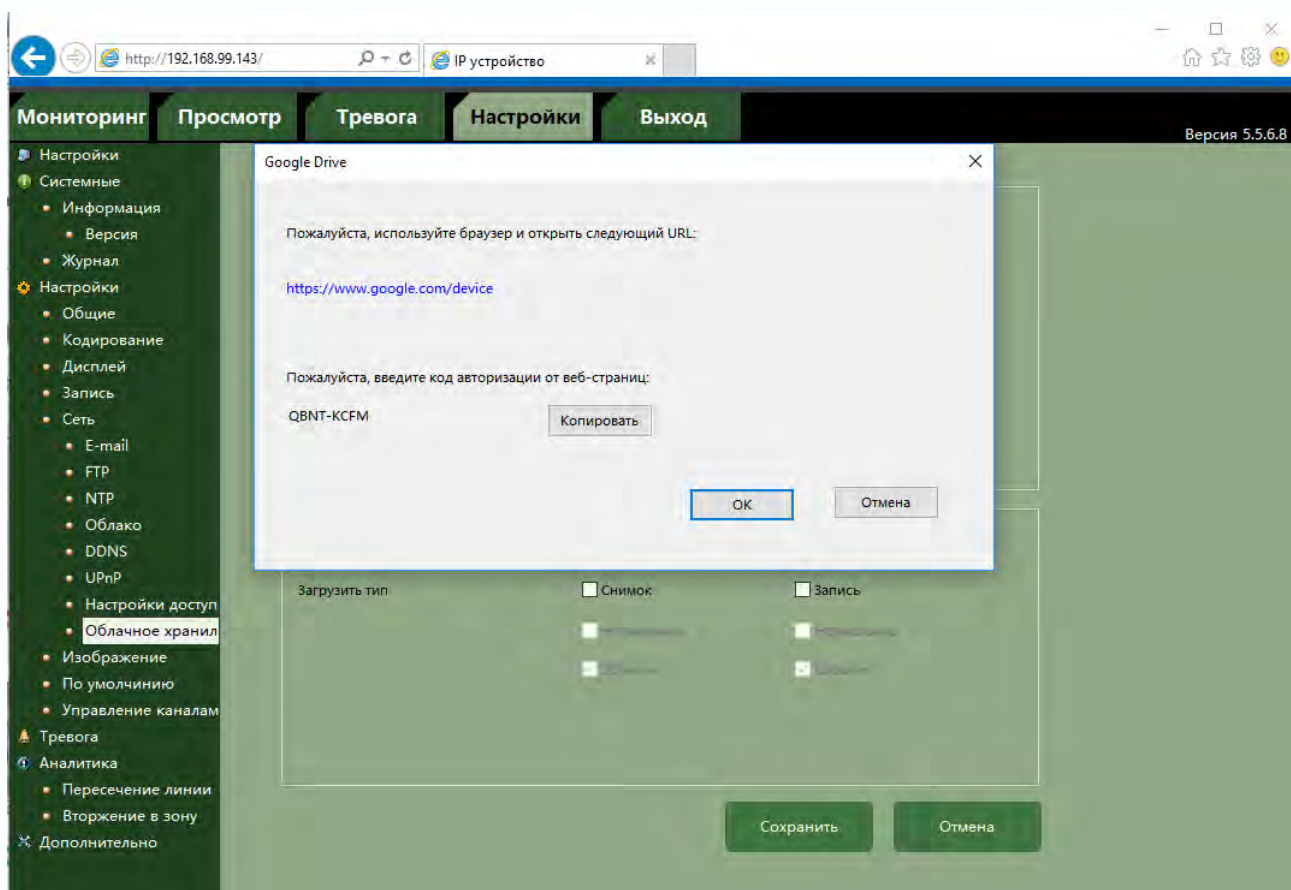 http://192.168.99.143/
IP устройство
Мониторинг Просмотр Тревога Настройки Выход
Версия 5.5.6.8
Настройки
Системные
Информация
Версия
Журнал
Настройки
Общие
Кодирование
Дисплей
Запись
Сеть
E-mail
FTP
NTP
Облако
DDNS
UPnP
Настройки доступ
Облачное хранил
Изображение
По умолчинию
Управление каналам
Тревога
Аналитика
Пересечение линии
Вторжение в зону
Дополнительно
Google Drive
Пожалуйста, используйте браузер и открыть следующий URL:
https://www.google.com/device
Пожалуйста, введите код авторизации от веб-страниц:
QBNT-KCFM Копировать
OK Отмена
Загрузить тип Снимок Запись
Сохранить Отмена